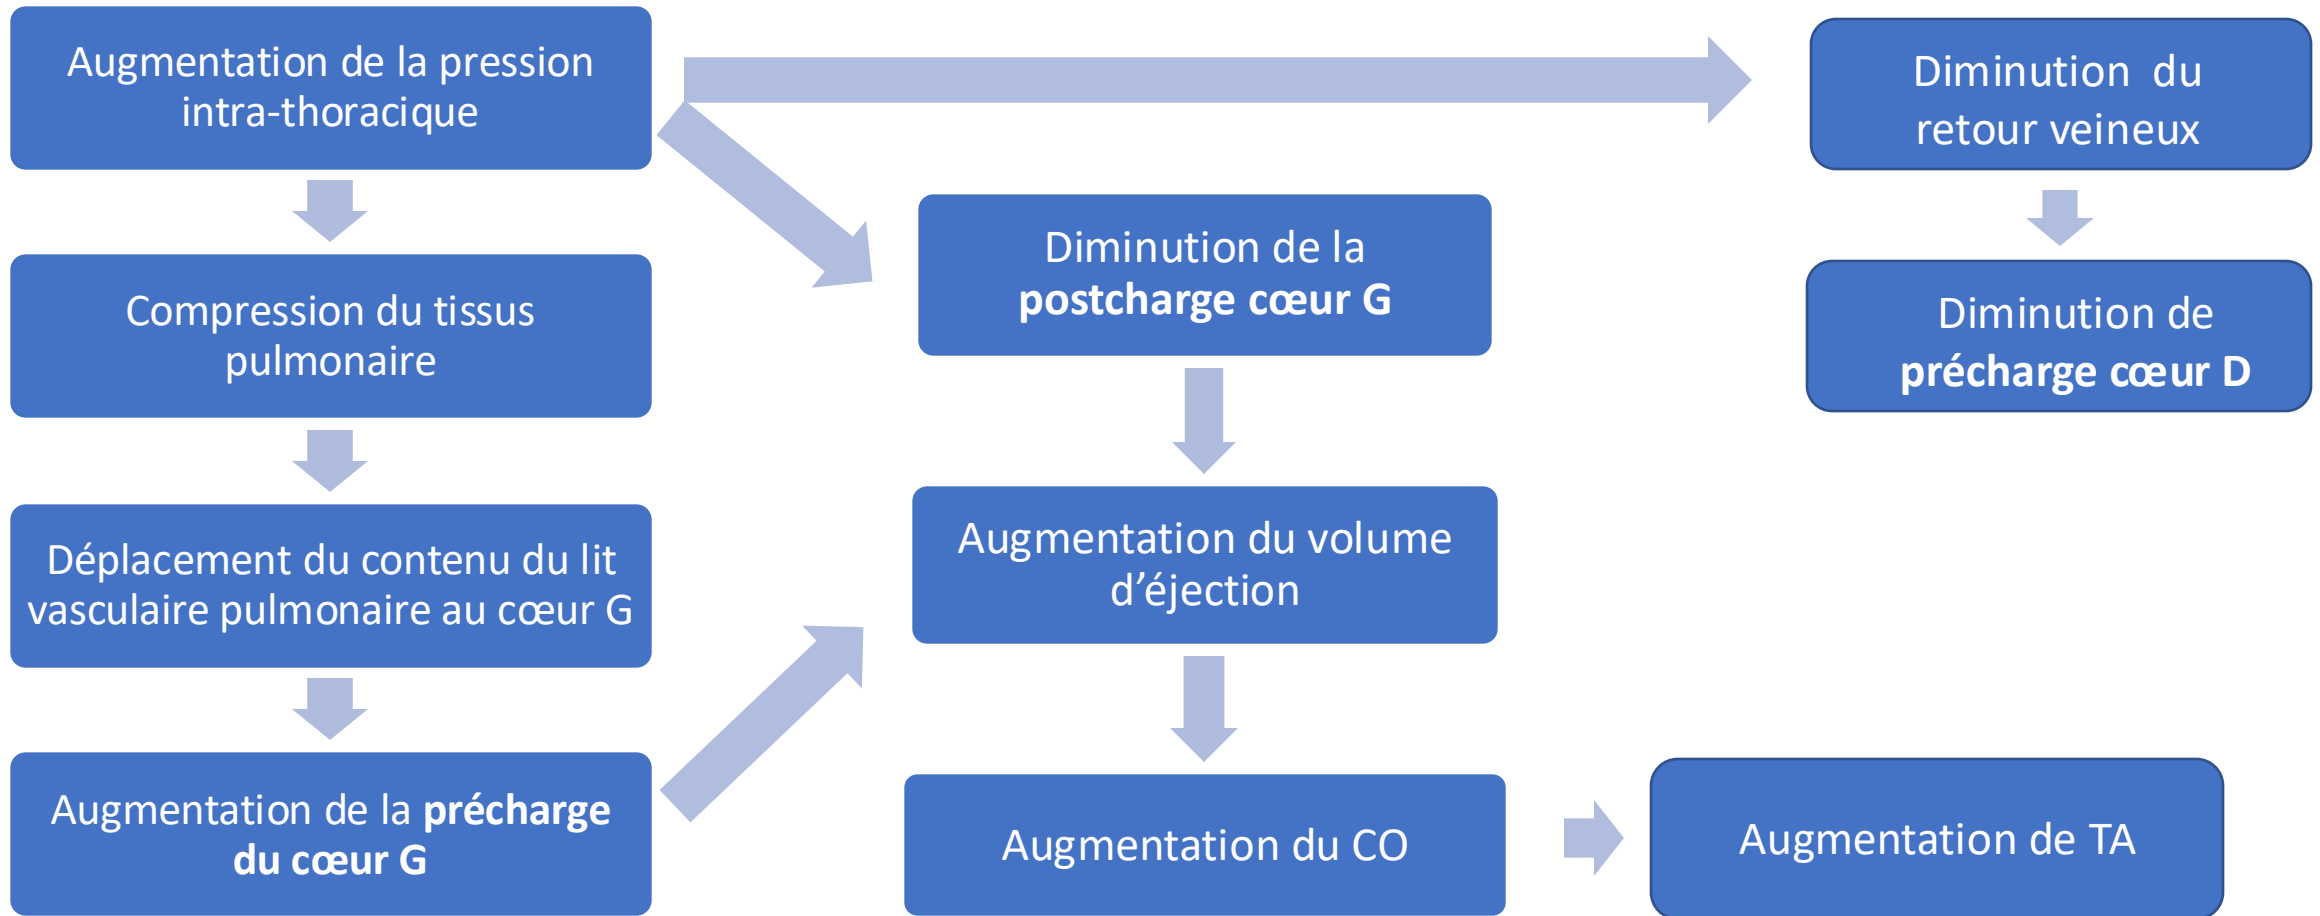 Augmentation de la pression
intra-thoracique
Compression du tissus
pulmonaire
Déplacement du contenu du lit
vasculaire pulmonaire au cœur G
Augmentation de la précharge
du cœur G
Diminution de la
postcharge cœur G
Augmentation du volume
d’éjection
Augmentation du CO
Augmentation de TA
Diminution du
retour veineux
Diminution de
précharge cœur D